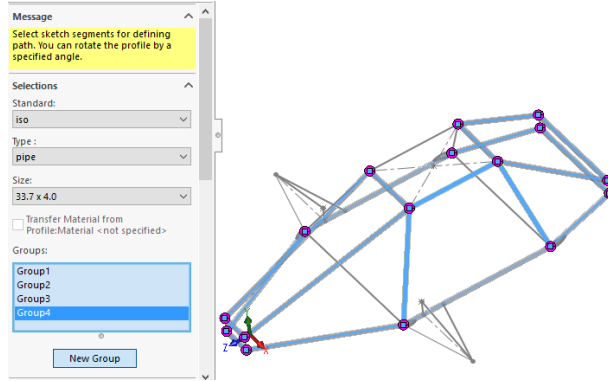 Message
Select sketch segments for defining
path. You can rotate the profile by a
specified angle.
Selections
Standard:
iso
Type :
pipe
Size:
33.7 x 4.0
Transfer Material from
Profile:Material <not specified>
Groups:
Group1
Group2
Group3
Group4
New Group
Z
X